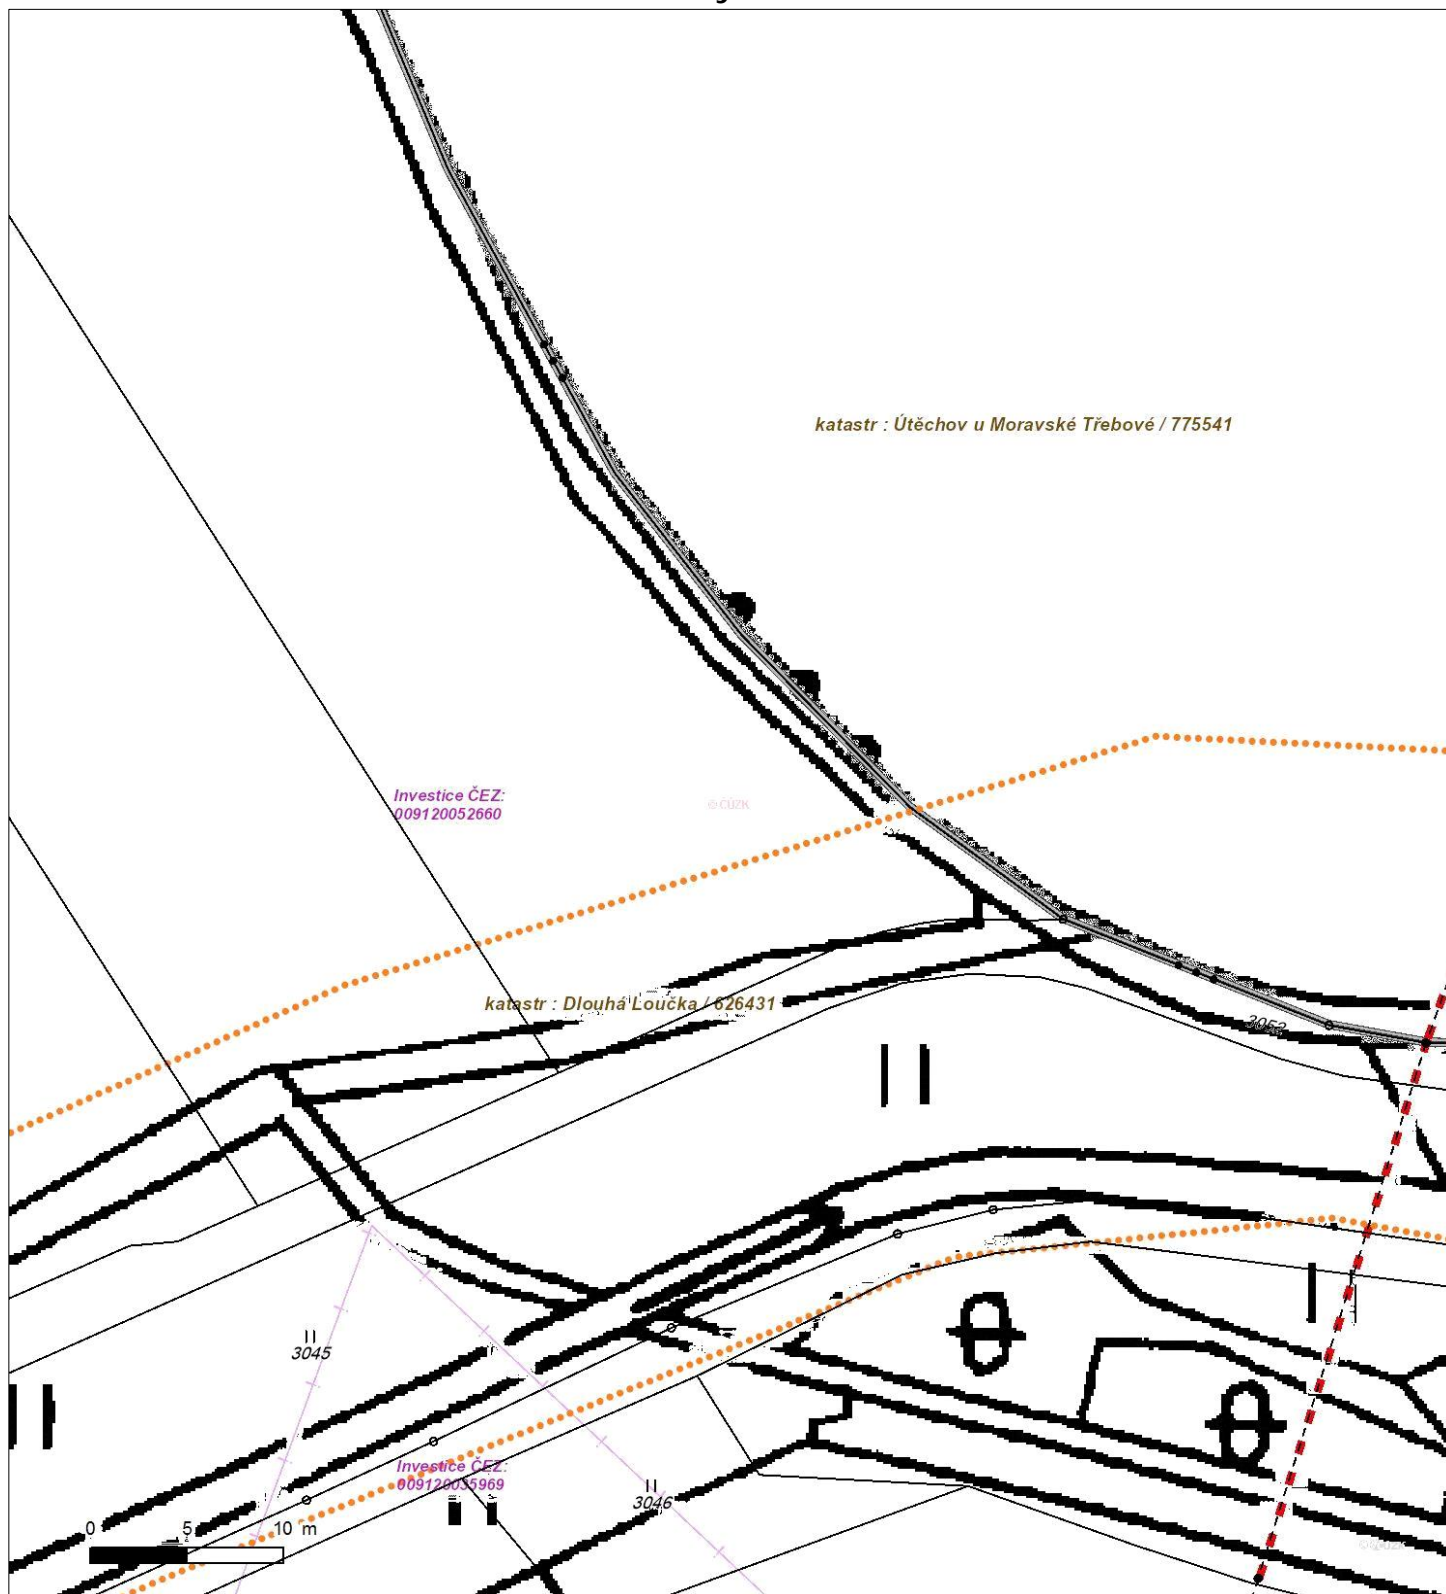 katastr : Útěchov u Moravské Třebové / 775541
Investice ČEZ:
009120052660
© ČÚZK
katastr : Dlouhá Loučka / 626431
3052
3045
Investice ČEZ:
009120035969
3046
0 5 10 m